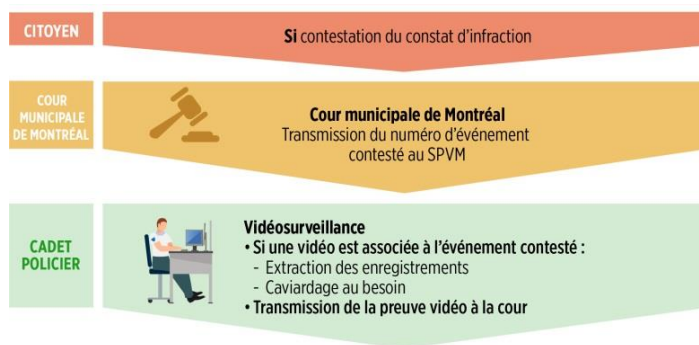 CITOYEN
Si contestation du constat d'infraction
COUR
MUNICIPALE
DE MONTRÉAL
Cour municipale de Montréal
Transmission du numéro d'événement
contesté au SPVM
CADET
POLICIER
Vidéosurveillance
• Si une vidéo est associée à l'événement contesté :
- Extraction des enregistrements
- Caviardage au besoin
• Transmission de la preuve vidéo à la cour